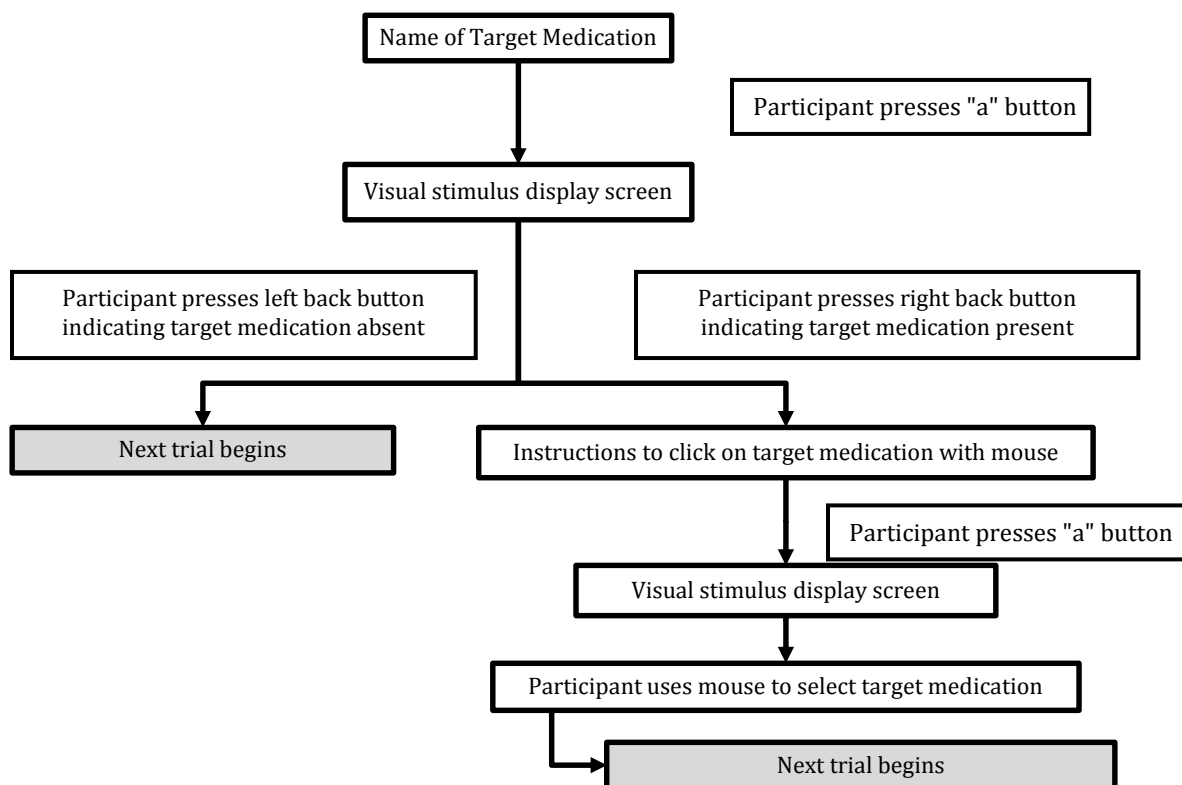 Name of Target Medication
Participant presses "a" button
Visual stimulus display screen
Participant presses left back button
indicating target medication absent
Participant presses right back button
indicating target medication present
Next trial begins
Instructions to click on target medication with mouse
Participant presses "a" button
Visual stimulus display screen
Participant uses mouse to select target medication
Next trial begins